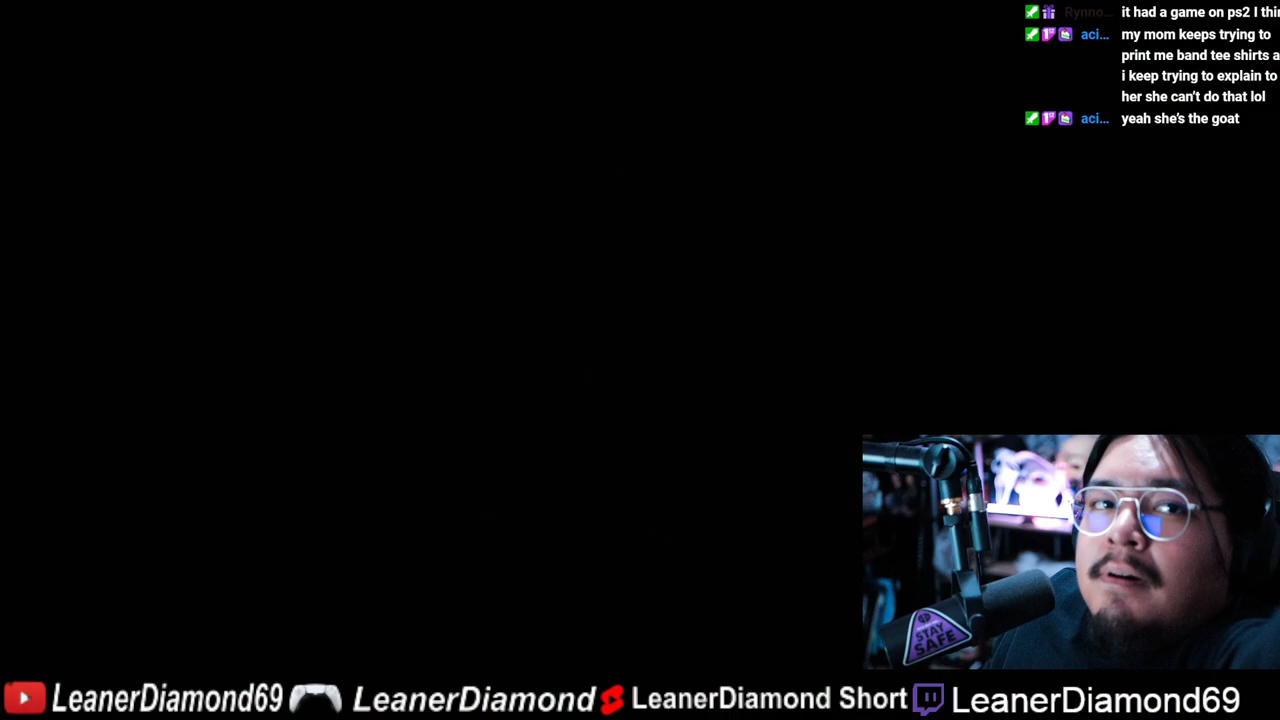 Rynno... it had a game on ps2 I thin
aci... my mom keeps trying to
print me band tee shirts a
i keep trying to explain to
her she can't do that lol
aci... yeah she's the goat
STAY
SAFE
LeanerDiamond69 LeanerDiamond LeanerDiamond Short LeanerDiamond69